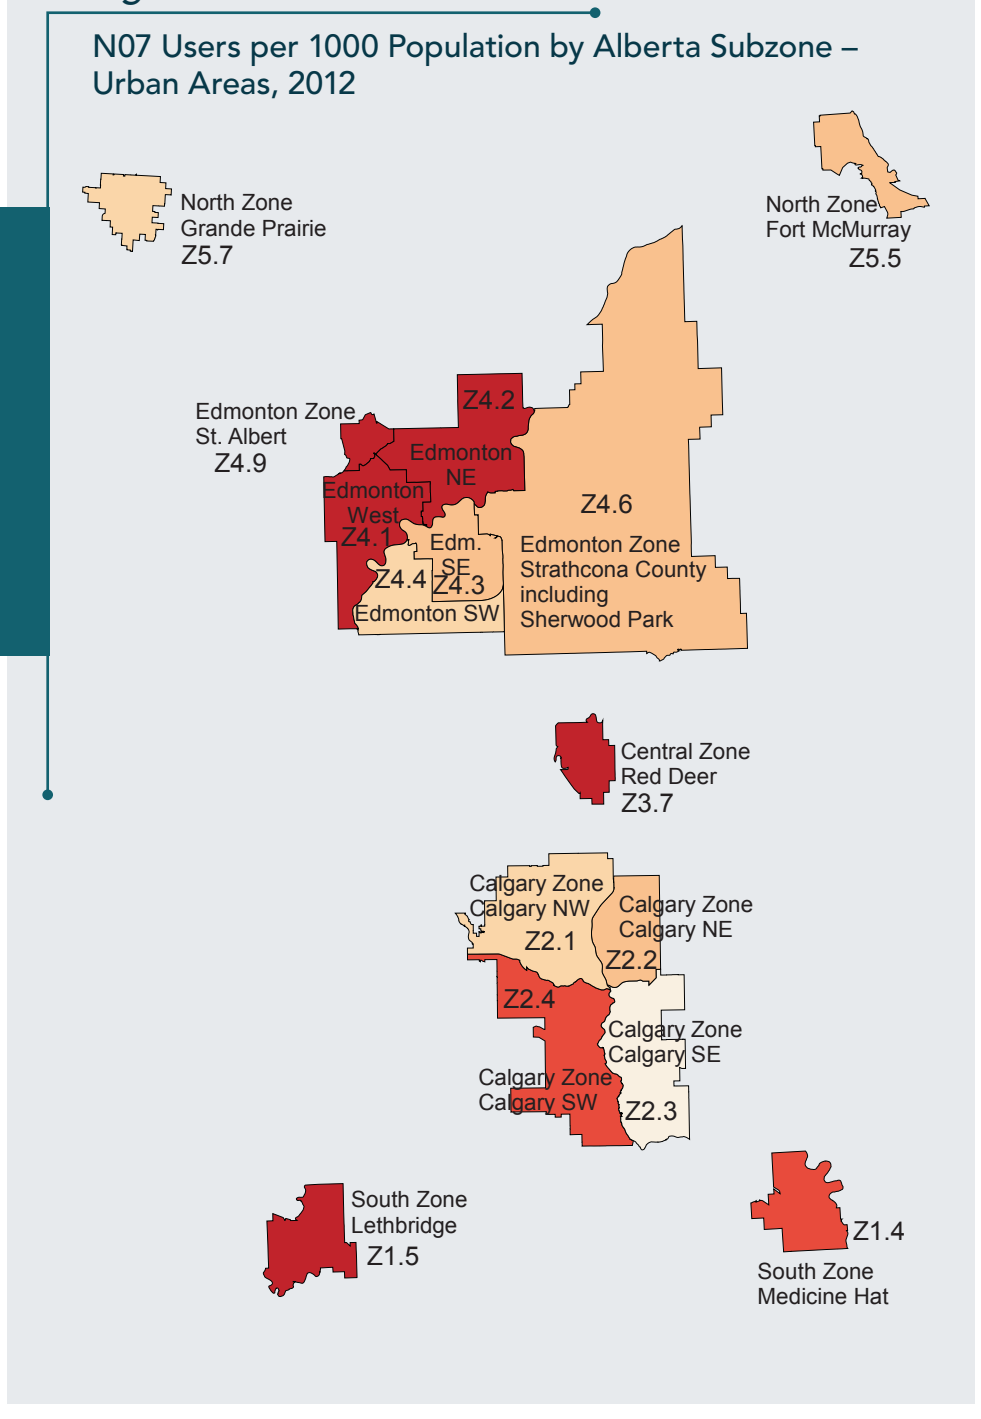 N07 Users per 1000 Population by Alberta Subzone –
Urban Areas, 2012
North Zone
Grande Prairie
Z5.7
North Zone
Fort McMurray
Z5.5
Edmonton Zone
St. Albert
Z4.9
Z4.2
Edmonton
NE
Edmonton
West
Z4.1
Edm.
SE
Z4.3
Z4.4
Edmonton SW
Z4.6
Edmonton Zone
Strathcona County
including
Sherwood Park
Central Zone
Red Deer
Z3.7
Calgary Zone
Calgary NW
Z2.1
Calgary Zone
Calgary NE
Z2.2
Z2.4
Calgary Zone
Calgary SW
Calgary Zone
Calgary SE
Z2.3
South Zone
Lethbridge
Z1.5
Z1.4
South Zone
Medicine Hat